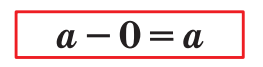 a − 0 = a